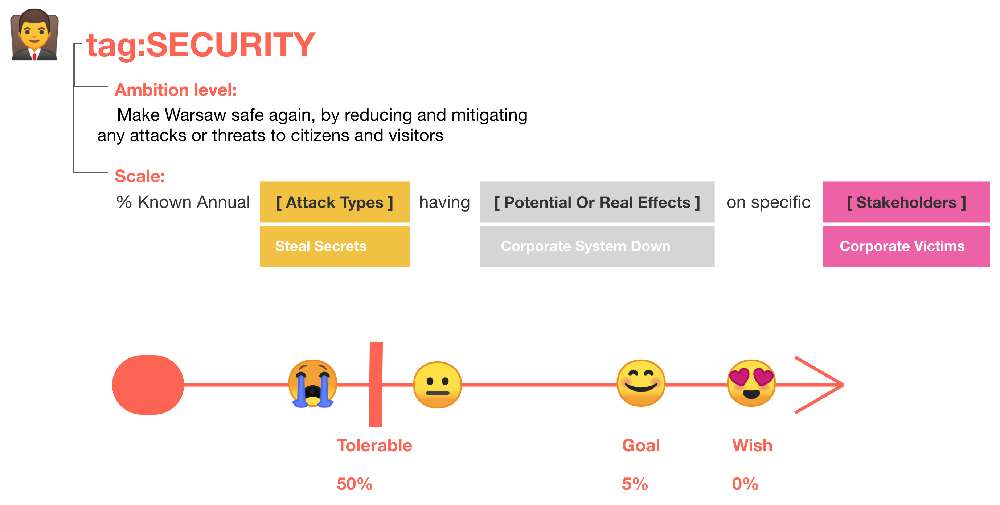 tag:SECURITY
Ambition level:
Make Warsaw safe again, by reducing and mitigating
any attacks or threats to citizens and visitors
Scale:
% Known Annual [ Attack Types ] having [ Potential Or Real Effects ] on specific [ Stakeholders ]
Steal Secrets Corporate System Down Corporate Victims
Tolerable Goal Wish
50% 5% 0%